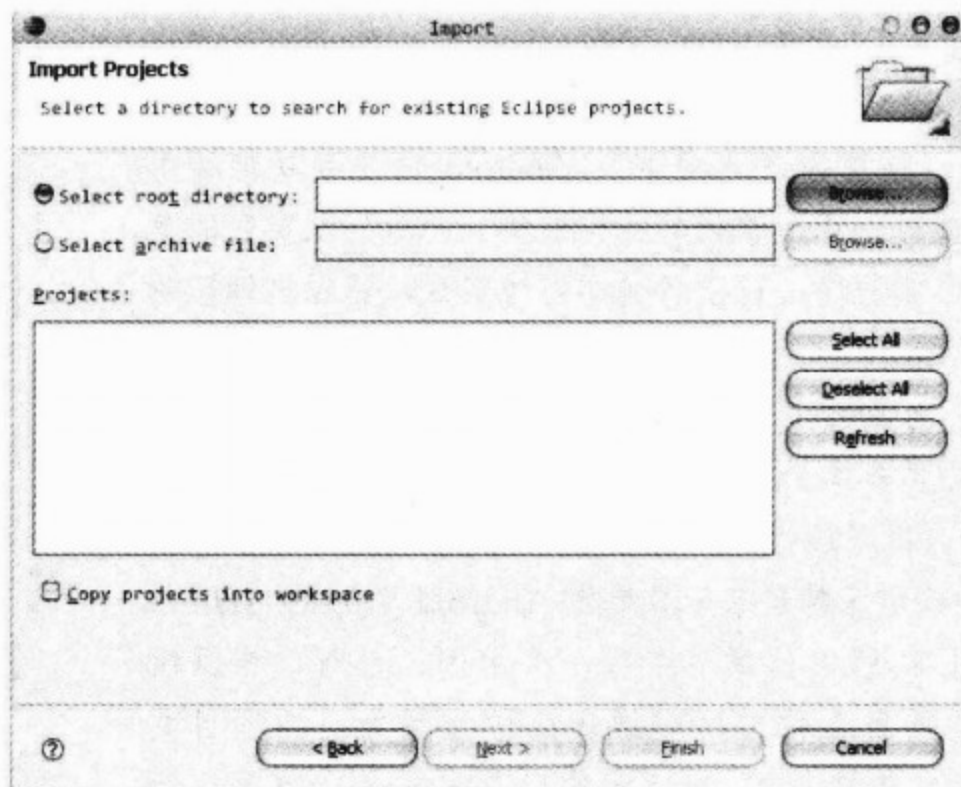 Import
Import Projects
Select a directory to search for existing Eclipse projects.
Select root directory:
Browse...
Select archive file:
Browse...
Projects:
Select All
Deselect All
Refresh
Copy projects into workspace
?
< Back
Next >
Finish
Cancel